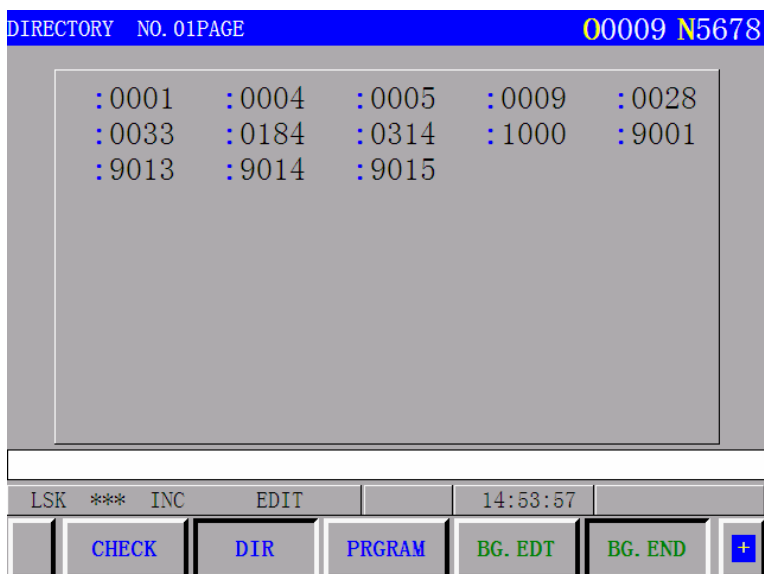 DIRECTORY NO. 01PAGE O0009 N5678
:0001 :0004 :0005 :0009 :0028
:0033 :0184 :0314 :1000 :9001
:9013 :9014 :9015
LSK *** INC EDIT 14:53:57
CHECK DIR PRGRAM BG. EDT BG. END +